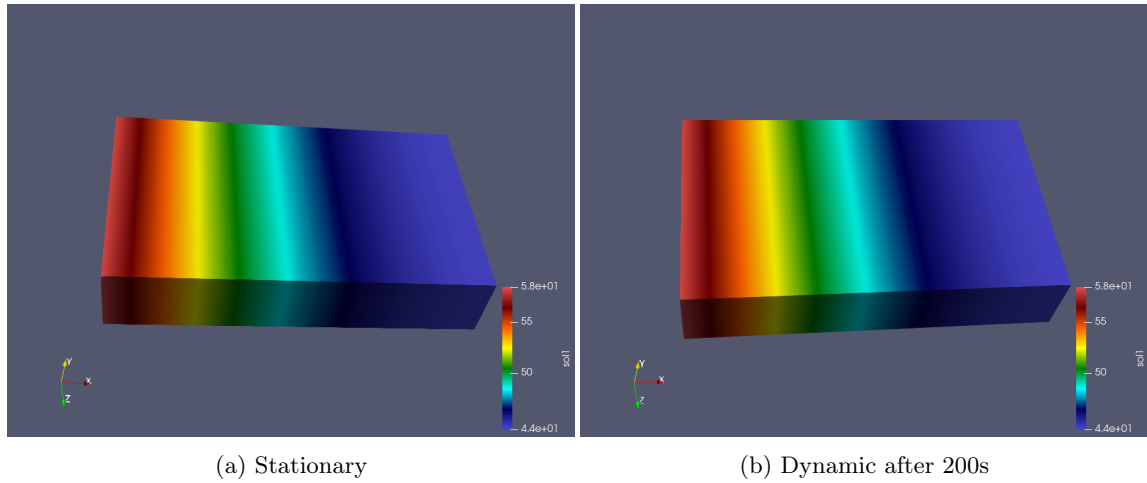 5.8e+01
55
50
4.4e+01
sol1
Y
X
Z
5.8e+01
55
50
4.4e+01
sol1
Y
X
Z
(a) Stationary
(b) Dynamic after 200s